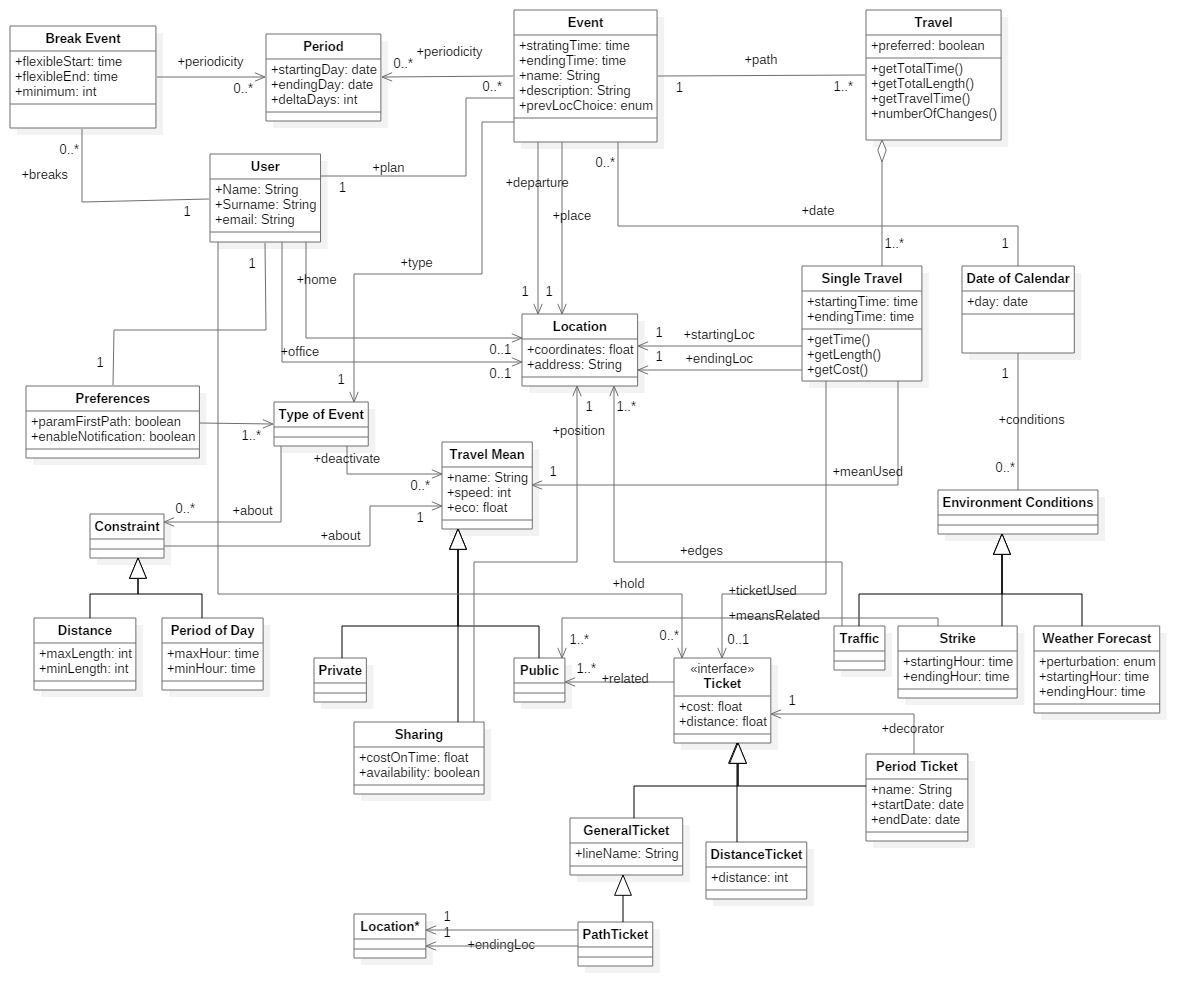 Break Event
+flexibleStart: time
+flexibleEnd: time
+minimum: int
+periodicity
0..*
Period
+startingDay: date
+endingDay: date
+deltaDays: int
+periodicity
0..*
Event
+stratingTime: time
+endingTime: time
+name: String
+description: String
+prevLocChoice: enum
0..*
+path
1
1..*
Travel
+preferred: boolean
+getTotalTime()
+getTotalLength()
+getTravelTime()
+numberOfChanges()
0..*
+breaks
1
User
+Name: String
+Surname: String
+email: String
+plan
1
+departure
0..*
+place
+date
1
1..*
1
+home
+type
1
1
Single Travel
+startingTime: time
+endingTime: time
+getTime()
+getLength()
+getCost()
Date of Calendar
+day: date
Location
+coordinates: float
+address: String
1
+startingLoc
1
+endingLoc
+office
0..1
0..1
1
1
1
Preferences
+paramFirstPath: boolean
+enableNotification: boolean
1..*
Type of Event
1
1..*
+position
+conditions
0..*
+deactivate
0..*
Travel Mean
+name: String
+speed: int
+eco: float
1
+meanUsed
Environment Conditions
0..*
+about
Constraint
+about
1
+edges
+hold
+ticketUsed
+meansRelated
Distance
+maxLength: int
+minLength: int
Period of Day
+maxHour: time
+minHour: time
1..*
0..*
0..1
Traffic
Strike
+startingHour: time
+endingHour: time
Weather Forecast
+perturbation: enum
+startingHour: time
+endingHour: time
Private
Public
1..*
+related
«interface»
Ticket
+cost: float
+distance: float
1
+decorator
Sharing
+costOnTime: float
+availability: boolean
Period Ticket
+name: String
+startDate: date
+endDate: date
GeneralTicket
+lineName: String
DistanceTicket
+distance: int
Location*
1
1
+endingLoc
PathTicket